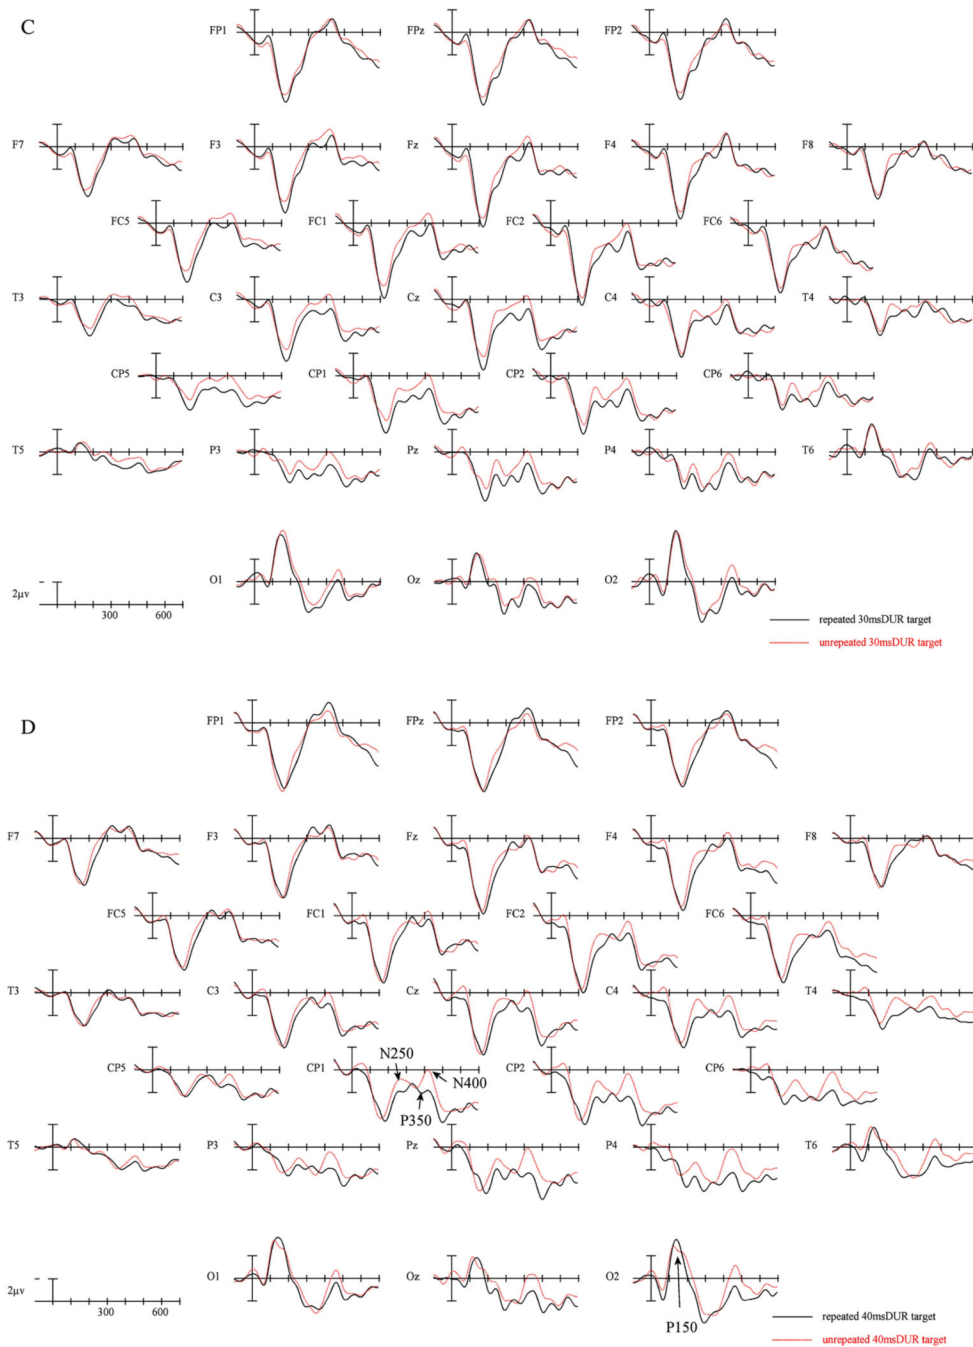 C
FP1 FPz FP2
F7 F3 Fz F4 F8
FC5 FC1 FC2 FC6
T3 C3 Cz C4 T4
CP5 CP1 CP2 CP6
T5 P3 Pz P4 T6
O1 Oz O2
2μv
300 600
repeated 30msDUR target
unrepeated 30msDUR target
D
FP1 FPz FP2
F7 F3 Fz F4 F8
FC5 FC1 FC2 FC6
T3 C3 Cz C4 T4
N250
CP5 CP1 CP2 CP6
N400
P350
T5 P3 Pz P4 T6
O1 Oz O2
2μv
300 600
P150
repeated 40msDUR target
unrepeated 40msDUR target